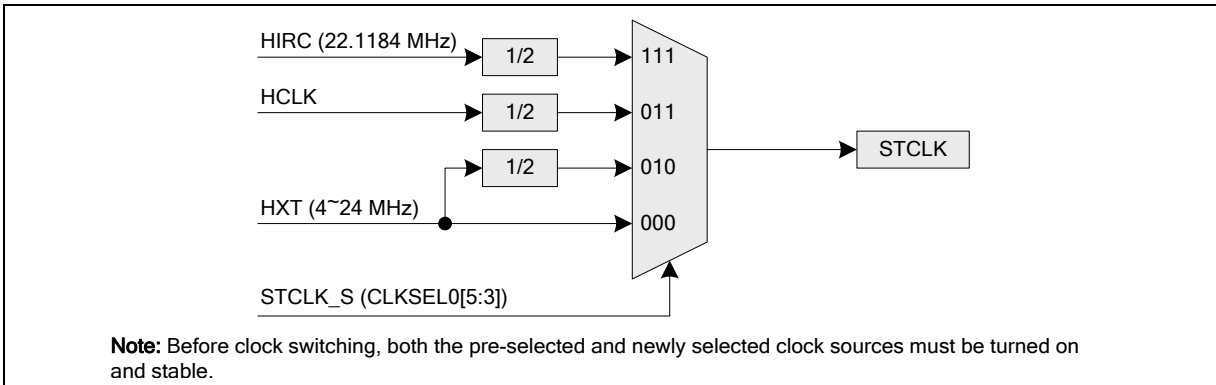 HIRC (22.1184 MHz)
1/2
111
HCLK
1/2
011
1/2
010
STCLK
HXT (4~24 MHz)
000
STCLK_S (CLKSEL0[5:3])
Note: Before clock switching, both the pre-selected and newly selected clock sources must be turned on
and stable.